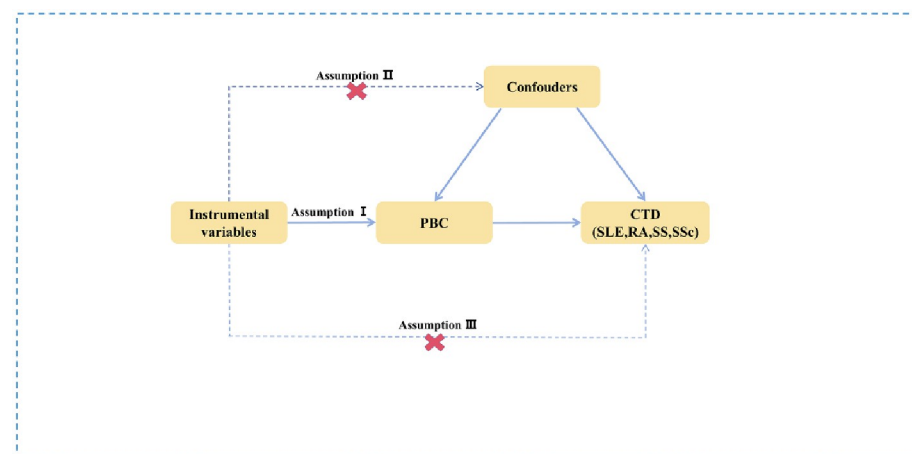 Assumption Ⅱ
Confouders
Instrumental
variables
Assumption Ⅰ
PBC
CTD
(SLE,RA,SS,SSc)
Assumption Ⅲ